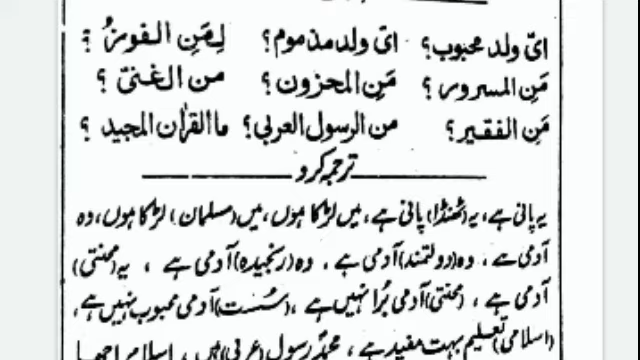 ایّ ولد محبوب؟ ایّ ولد مذموم؟ لِمَنِ الفوزُ؟
مَنِ المسرور؟ مَنِ المحزون؟ من الغنیّ؟
مَنِ الفقیر؟ من الرسول العربی؟ ما القرآن المجید؟
ترجمہ کرو
یہ پانی ہے، یہ (ٹھنڈا) پانی ہے، میں لڑکا ہوں، میں (مسلمان) لڑکا ہوں، وہ
آدمی ہے، وہ (دولتمند) آدمی ہے۔ وہ (رنجیدہ) آدمی ہے، یہ (محنتی)
آدمی ہے، (محنتی) آدمی بُرا نہیں ہے، (سُست) آدمی محبوب نہیں ہے،
(اسلامی) تعلیم بہت مفید ہے، محمدؐ رسول (عربی) ہیں، اسلام اچھا